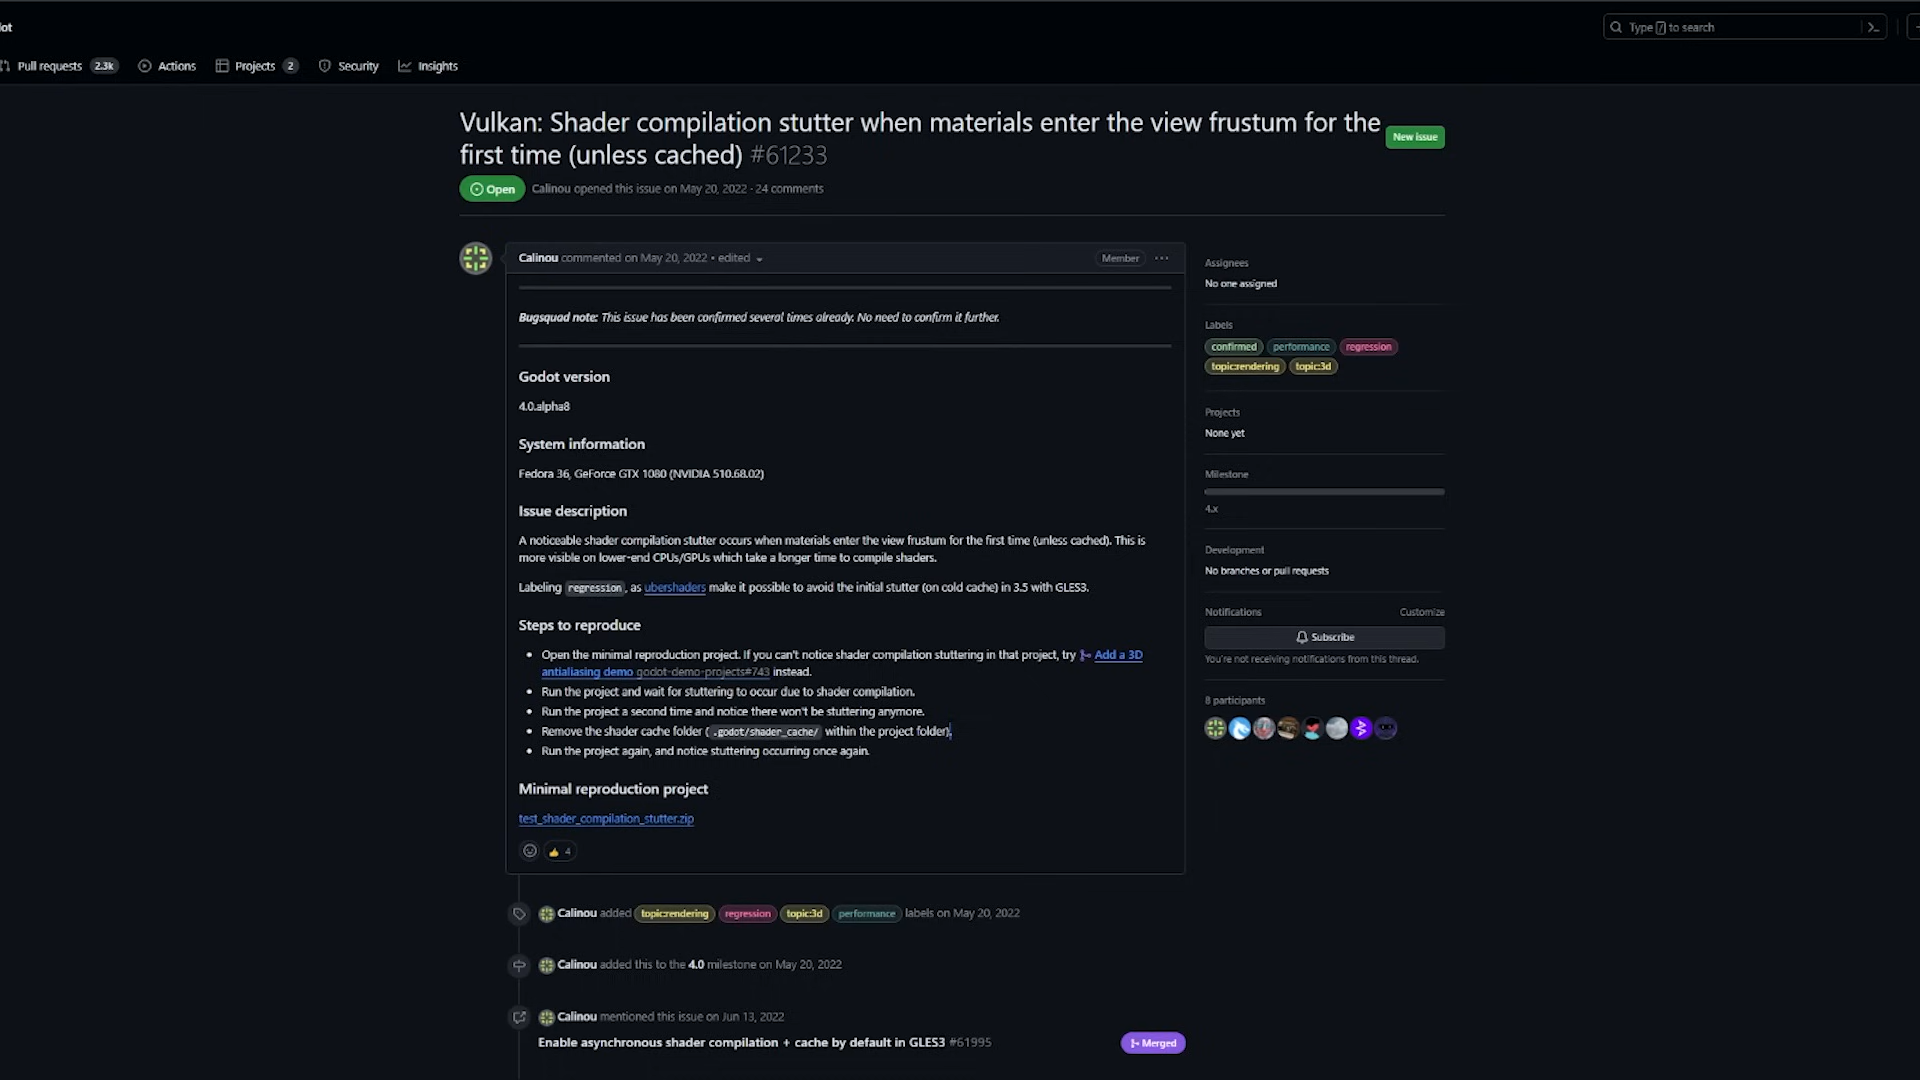 ot
Type / to search
Pull requests 2.3k Actions Projects 2 Security Insights
Vulkan: Shader compilation stutter when materials enter the view frustum for the
first time (unless cached) #61233
New issue
Open Calinou opened this issue on May 20, 2022 · 24 comments
Calinou commented on May 20, 2022 • edited
Member
Bugsquad note: This issue has been confirmed several times already. No need to confirm it further.
Godot version
4.0.alpha8
System information
Fedora 36, GeForce GTX 1080 (NVIDIA 510.68.02)
Issue description
A noticeable shader compilation stutter occurs when materials enter the view frustum for the first time (unless cached). This is
more visible on lower-end CPUs/GPUs which take a longer time to compile shaders.
Labeling regression, as ubershaders make it possible to avoid the initial stutter (on cold cache) in 3.5 with GLES3.
Steps to reproduce
• Open the minimal reproduction project. If you can't notice shader compilation stuttering in that project, try Add a 3D
antialiasing demo godot-demo-projects#743 instead.
• Run the project and wait for stuttering to occur due to shader compilation.
• Run the project a second time and notice there won't be stuttering anymore.
• Remove the shader cache folder (.godot/shader_cache/ within the project folder).
• Run the project again, and notice stuttering occurring once again.
Minimal reproduction project
test_shader_compilation_stutter.zip
4
Calinou added topic:rendering regression topic:3d performance labels on May 20, 2022
Calinou added this to the 4.0 milestone on May 20, 2022
Calinou mentioned this issue on Jun 13, 2022
Enable asynchronous shader compilation + cache by default in GLES3 #61995
Merged
Assignees
No one assigned
Labels
confirmed performance regression
topic:rendering topic:3d
Projects
None yet
Milestone
4.x
Development
No branches or pull requests
Notifications Customize
Subscribe
You're not receiving notifications from this thread.
8 participants